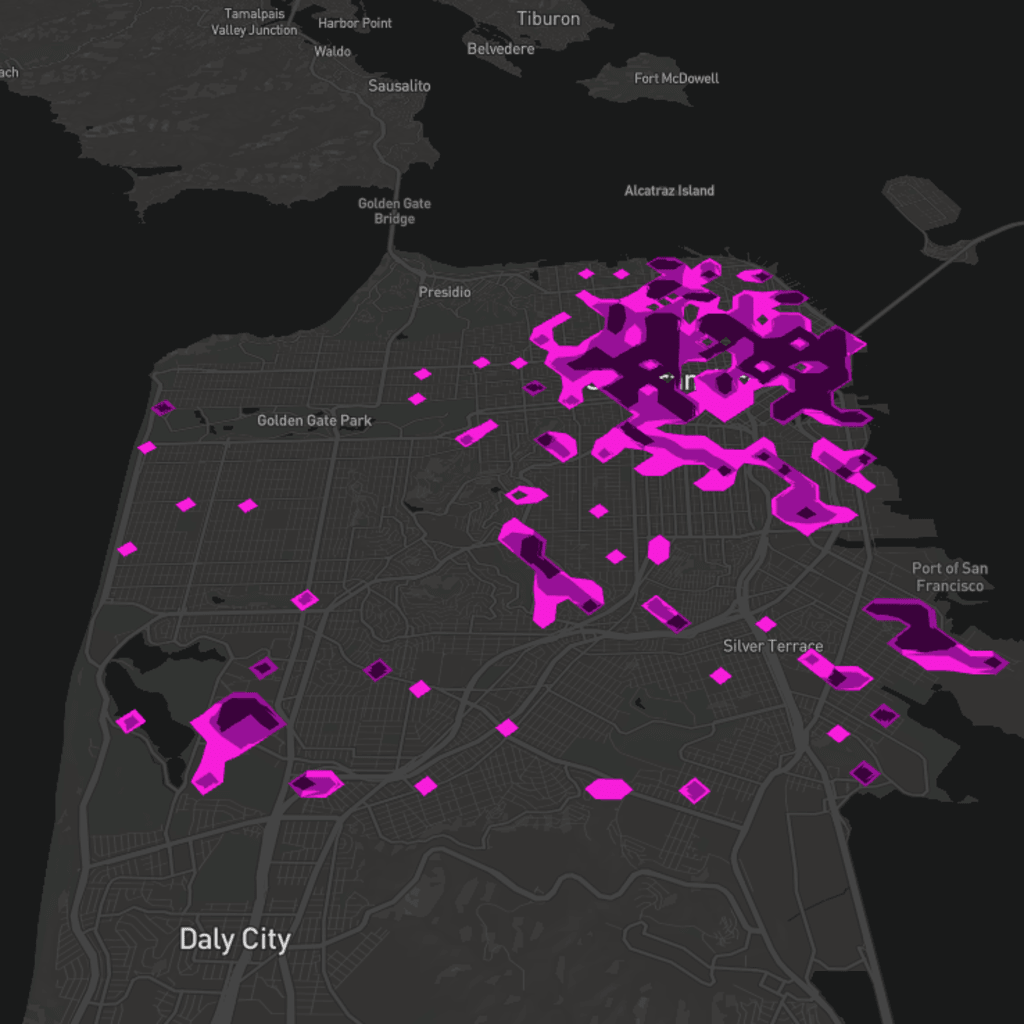 Tamalpais
Valley Junction
Harbor Point
Tiburon
Waldo
Belvedere
ach
Sausalito
Fort McDowell
Alcatraz Island
Golden Gate
Bridge
Presidio
Golden Gate Park
Port of San
Francisco
Silver Terrace
Daly City